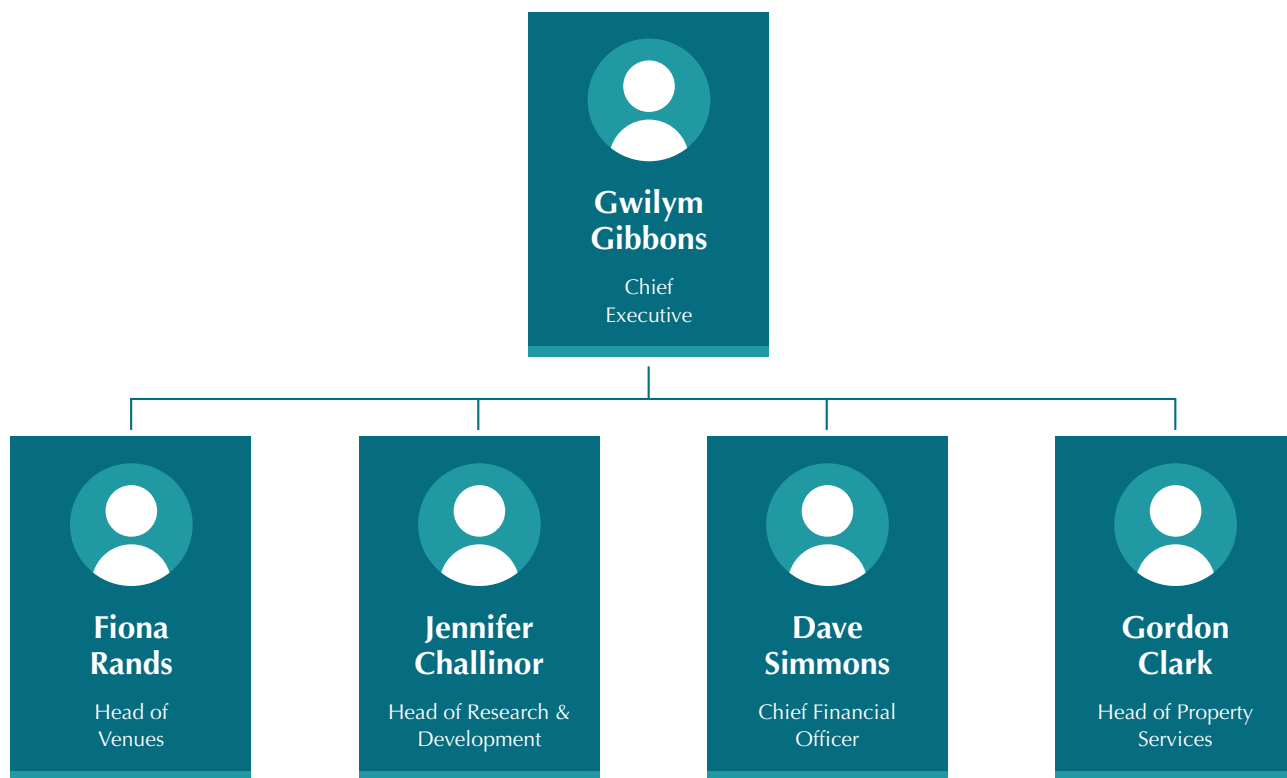 Gwilym
Gibbons
Chief
Executive
Fiona
Rands
Head of
Venues
Jennifer
Challinor
Head of Research &
Development
Dave
Simmons
Chief Financial
Officer
Gordon
Clark
Head of Property
Services